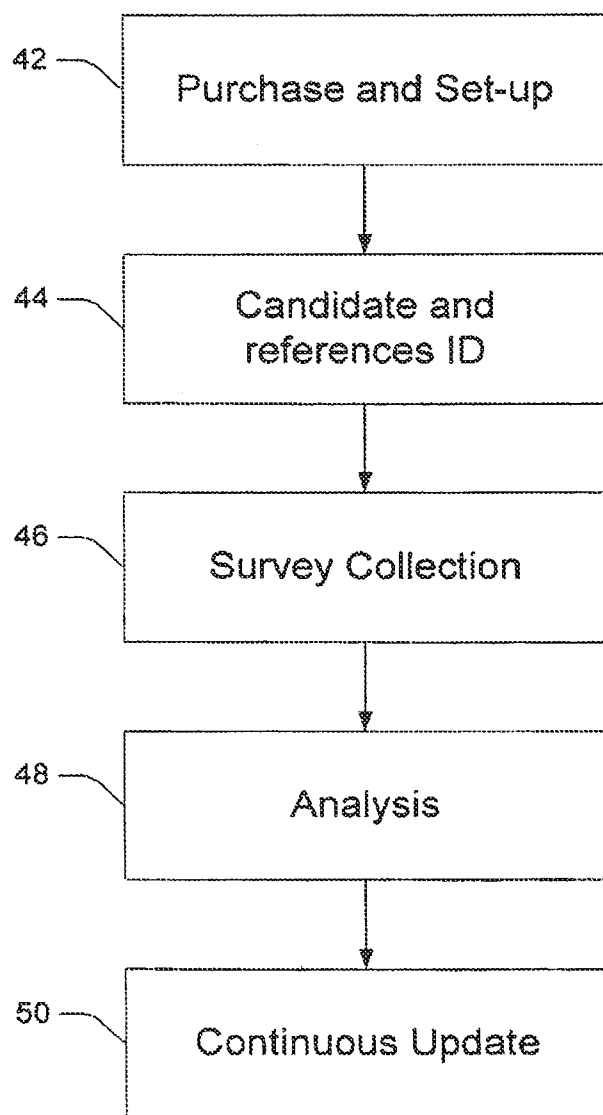 42
Purchase and Set-up
44
Candidate and
references ID
46
Survey Collection
48
Analysis
50
Continuous Update